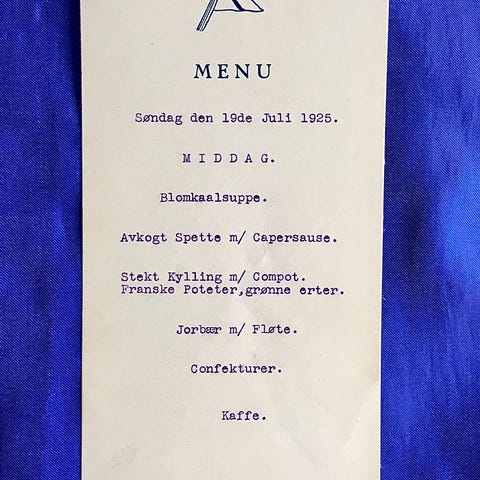 A
MENU
Søndag den 19de Juli 1925.
MIDDAG.
Blomkaalsuppe.
Avkogt Spette m/ Capersause.
Stekt Kylling m/ Compot.
Franske Poteter,grønne erter.
Jorbær m/ Fløte.
Confekturer.
Kaffe.